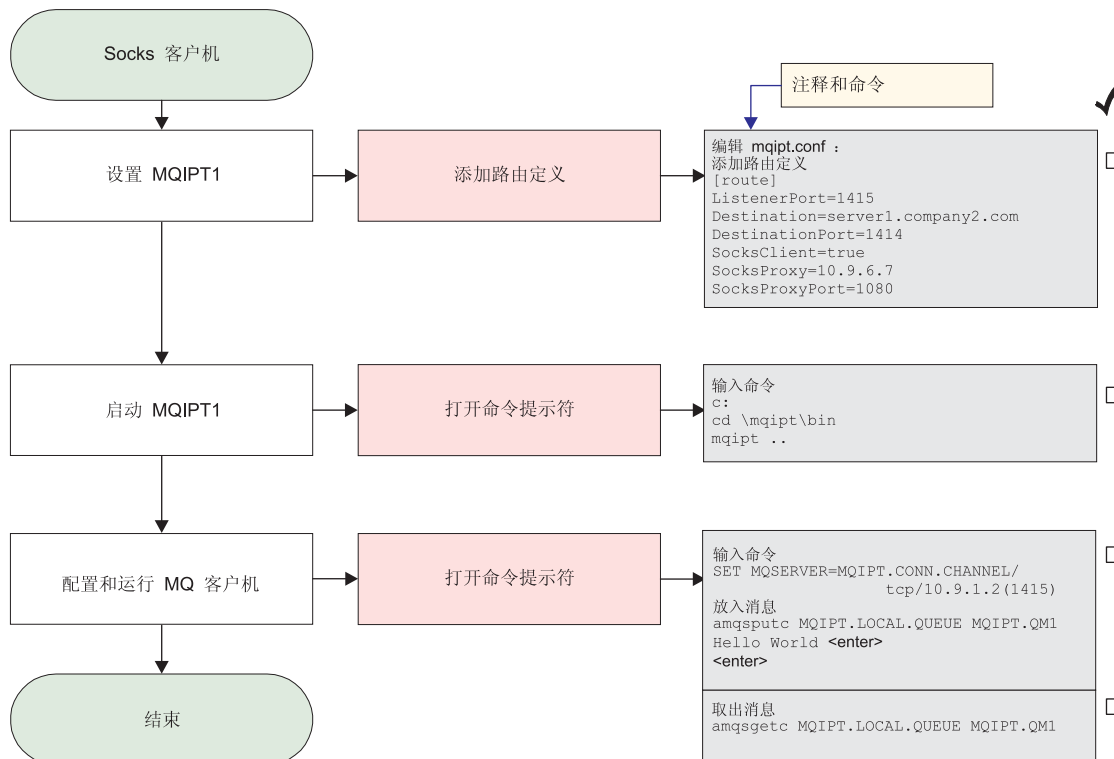 Socks 客户机
注释和命令
设置 MQIPT1
添加路由定义
编辑 mqipt.conf :
添加路由定义
[route]
ListenerPort=1415
Destination=server1.company2.com
DestinationPort=1414
SocksClient=true
SocksProxy=10.9.6.7
SocksProxyPort=1080
启动 MQIPT1
打开命令提示符
输入命令
c:
cd \mqipt\bin
mqipt ..
配置和运行 MQ 客户机
打开命令提示符
输入命令
SET MQSERVER=MQIPT.CONN.CHANNEL/
tcp/10.9.1.2(1415)
放入消息
amqsputc MQIPT.LOCAL.QUEUE MQIPT.QM1
Hello World <enter>
<enter>
取出消息
amqsgetc MQIPT.LOCAL.QUEUE MQIPT.QM1
结束